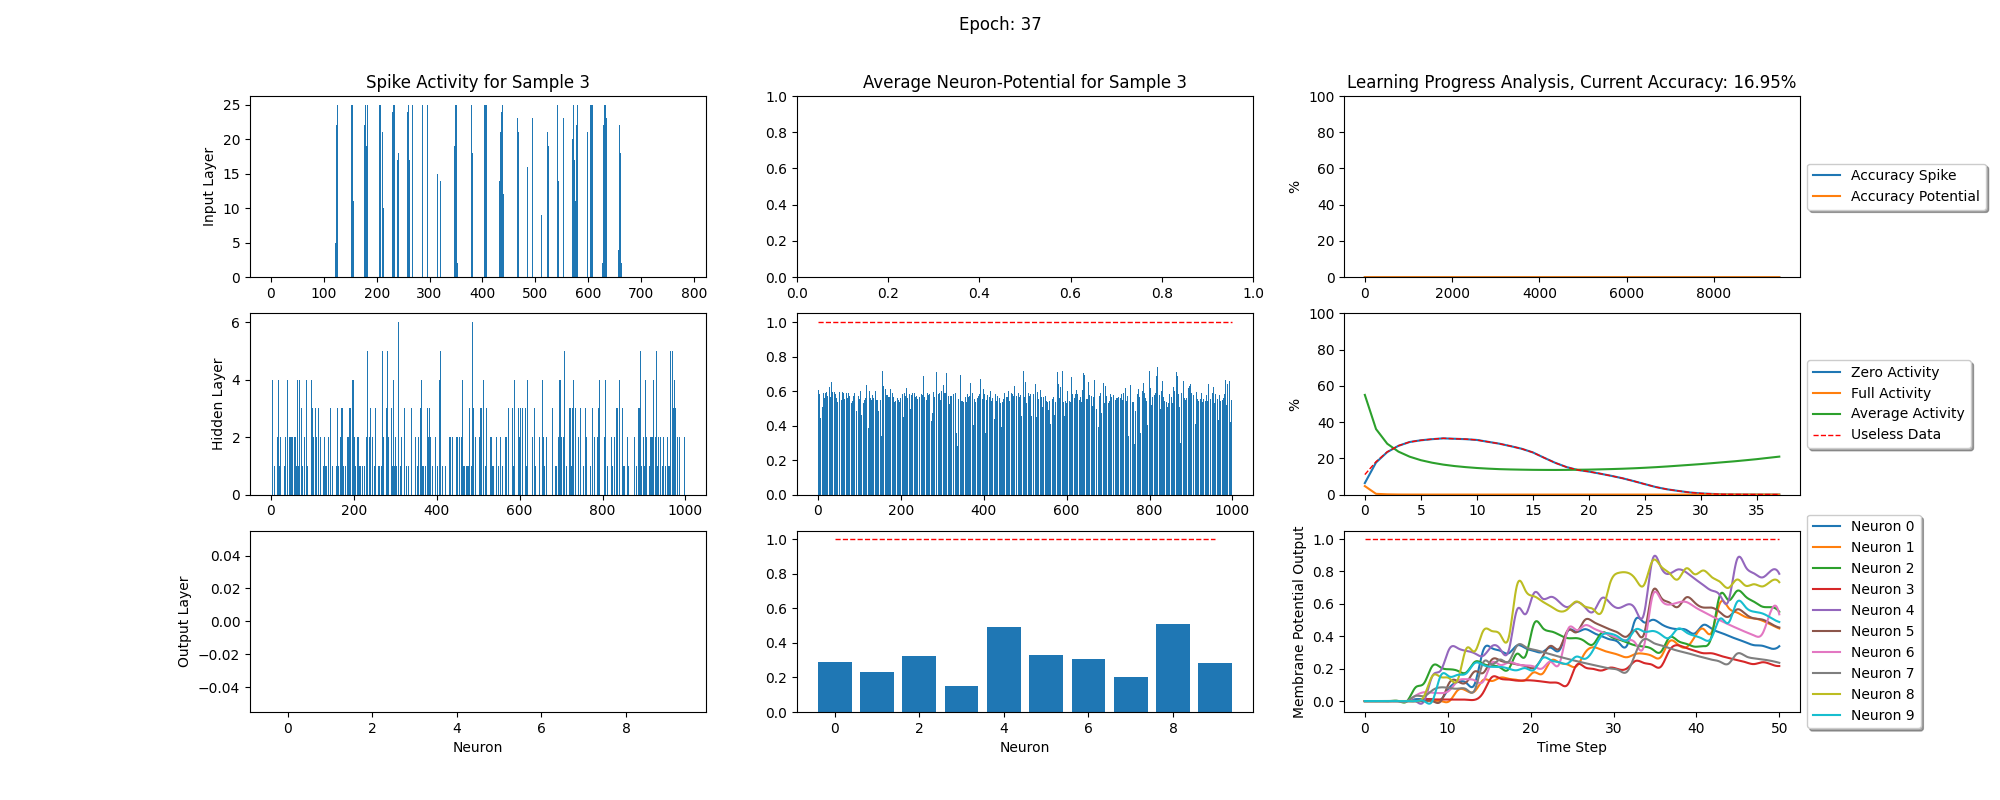 Epoch: 37
Spike Activity for Sample 3
Input Layer
25
20
15
10
5
0
0 100 200 300 400 500 600 700 800
Average Neuron-Potential for Sample 3
1.0
0.8
0.6
0.4
0.2
0.0
0.0 0.2 0.4 0.6 0.8 1.0
Learning Progress Analysis, Current Accuracy: 16.95%
%
100
80
60
40
20
0
0 2000 4000 6000 8000
Accuracy Spike
Accuracy Potential
Hidden Layer
6
4
2
0
0 200 400 600 800 1000
1.0
0.8
0.6
0.4
0.2
0.0
0 200 400 600 800 1000
%
100
80
60
40
20
0
0 5 10 15 20 25 30 35
Zero Activity
Full Activity
Average Activity
Useless Data
Output Layer
0.04
0.02
0.00
−0.02
−0.04
0 2 4 6 8
Neuron
1.0
0.8
0.6
0.4
0.2
0.0
0 2 4 6 8
Neuron
Membrane Potential Output
1.0
0.8
0.6
0.4
0.2
0.0
0 10 20 30 40 50
Time Step
Neuron 0
Neuron 1
Neuron 2
Neuron 3
Neuron 4
Neuron 5
Neuron 6
Neuron 7
Neuron 8
Neuron 9